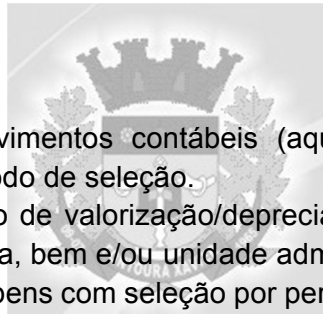 vimentos contábeis (aqu
odo de seleção.
o de valorização/deprecia
a, bem e/ou unidade adm
bens com seleção por per